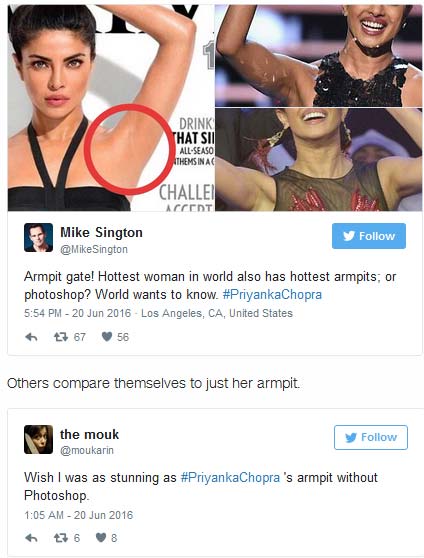 DRINK
THAT SI
ALL-SEASO
THEMS IN A
CHALLE
ACCEPT
Mike Sington
@MikeSington
Follow
Armpit gate! Hottest woman in world also has hottest armpits; or
photoshop? World wants to know. #PriyankaChopra
5:54 PM - 20 Jun 2016 · Los Angeles, CA, United States
67 56
Others compare themselves to just her armpit.
the mouk
@moukarin
Follow
Wish I was as stunning as #PriyankaChopra 's armpit without
Photoshop.
1:05 AM - 20 Jun 2016
6 8